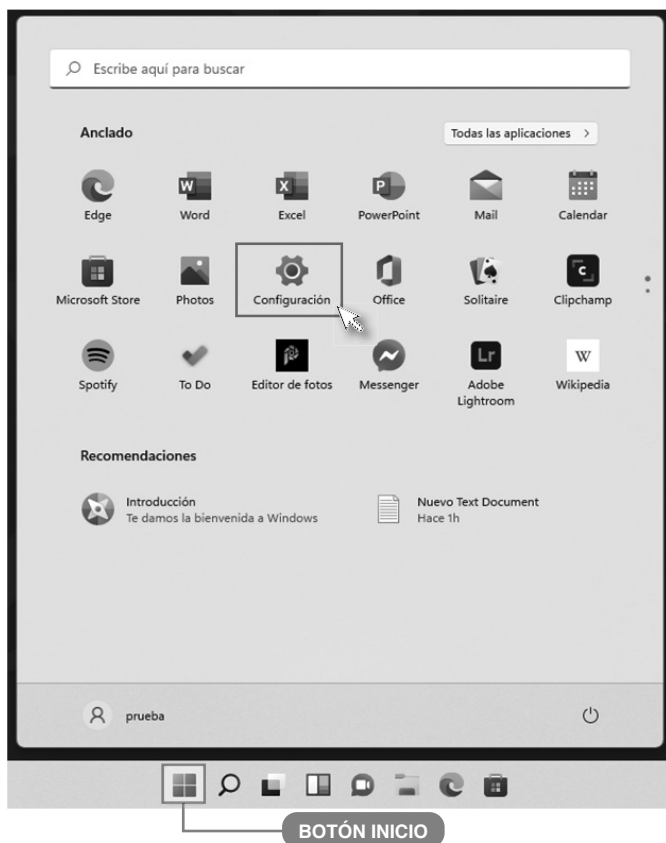 Escribe aquí para buscar
Anclado
Todas las aplicaciones >
Edge
Word
Excel
PowerPoint
Mail
Calendar
Microsoft Store
Photos
Configuración
Office
Solitaire
Clipchamp
Spotify
To Do
Editor de fotos
Messenger
Adobe
Lightroom
Wikipedia
Recomendaciones
Introducción
Te damos la bienvenida a Windows
Nuevo Text Document
Hace 1h
prueba
BOTÓN INICIO